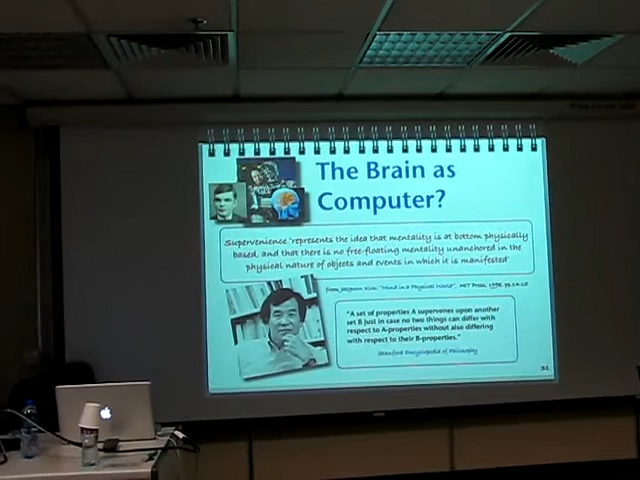 The Brain as
Computer?
Supervenience "represents the idea that mentality is at bottom physically
based, and that there is no free-floating mentality unanchored in the
physical nature of objects and events in which it is manifested"
from Jaegwon Kim: "Mind in a Physical World", MIT Press, 1998, pp.14-15
"A set of properties A supervenes upon another
set B just in case no two things can differ with
respect to A-properties without also differing
with respect to their B-properties."
Stanford Encyclopedia of Philosophy